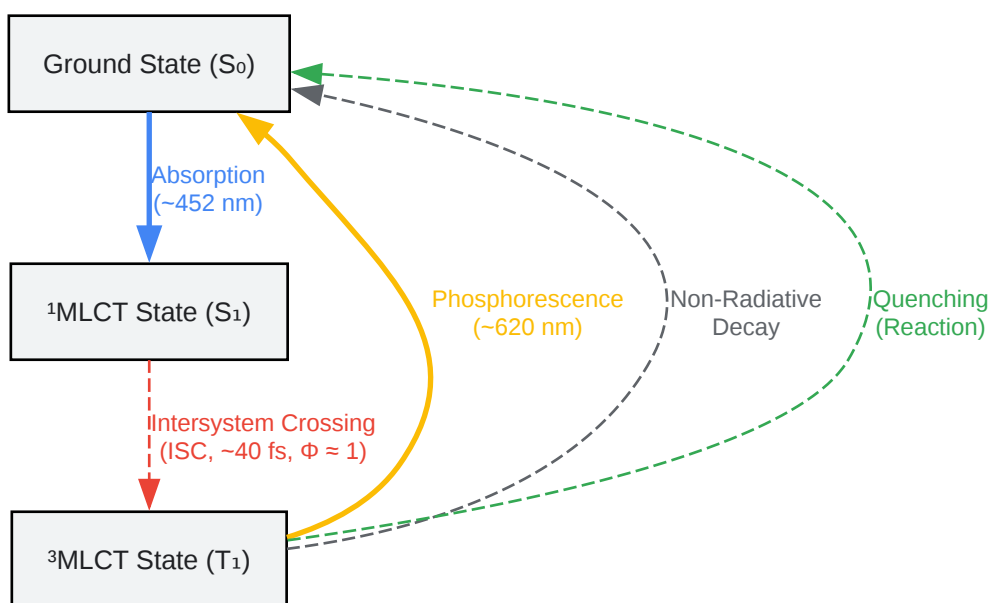 Ground State (S₀)
Absorption
(~452 nm)
¹MLCT State (S₁)
Phosphorescence
(~620 nm)
Non-Radiative
Decay
Quenching
(Reaction)
Intersystem Crossing
(ISC, ~40 fs, Φ ≈ 1)
³MLCT State (T₁)